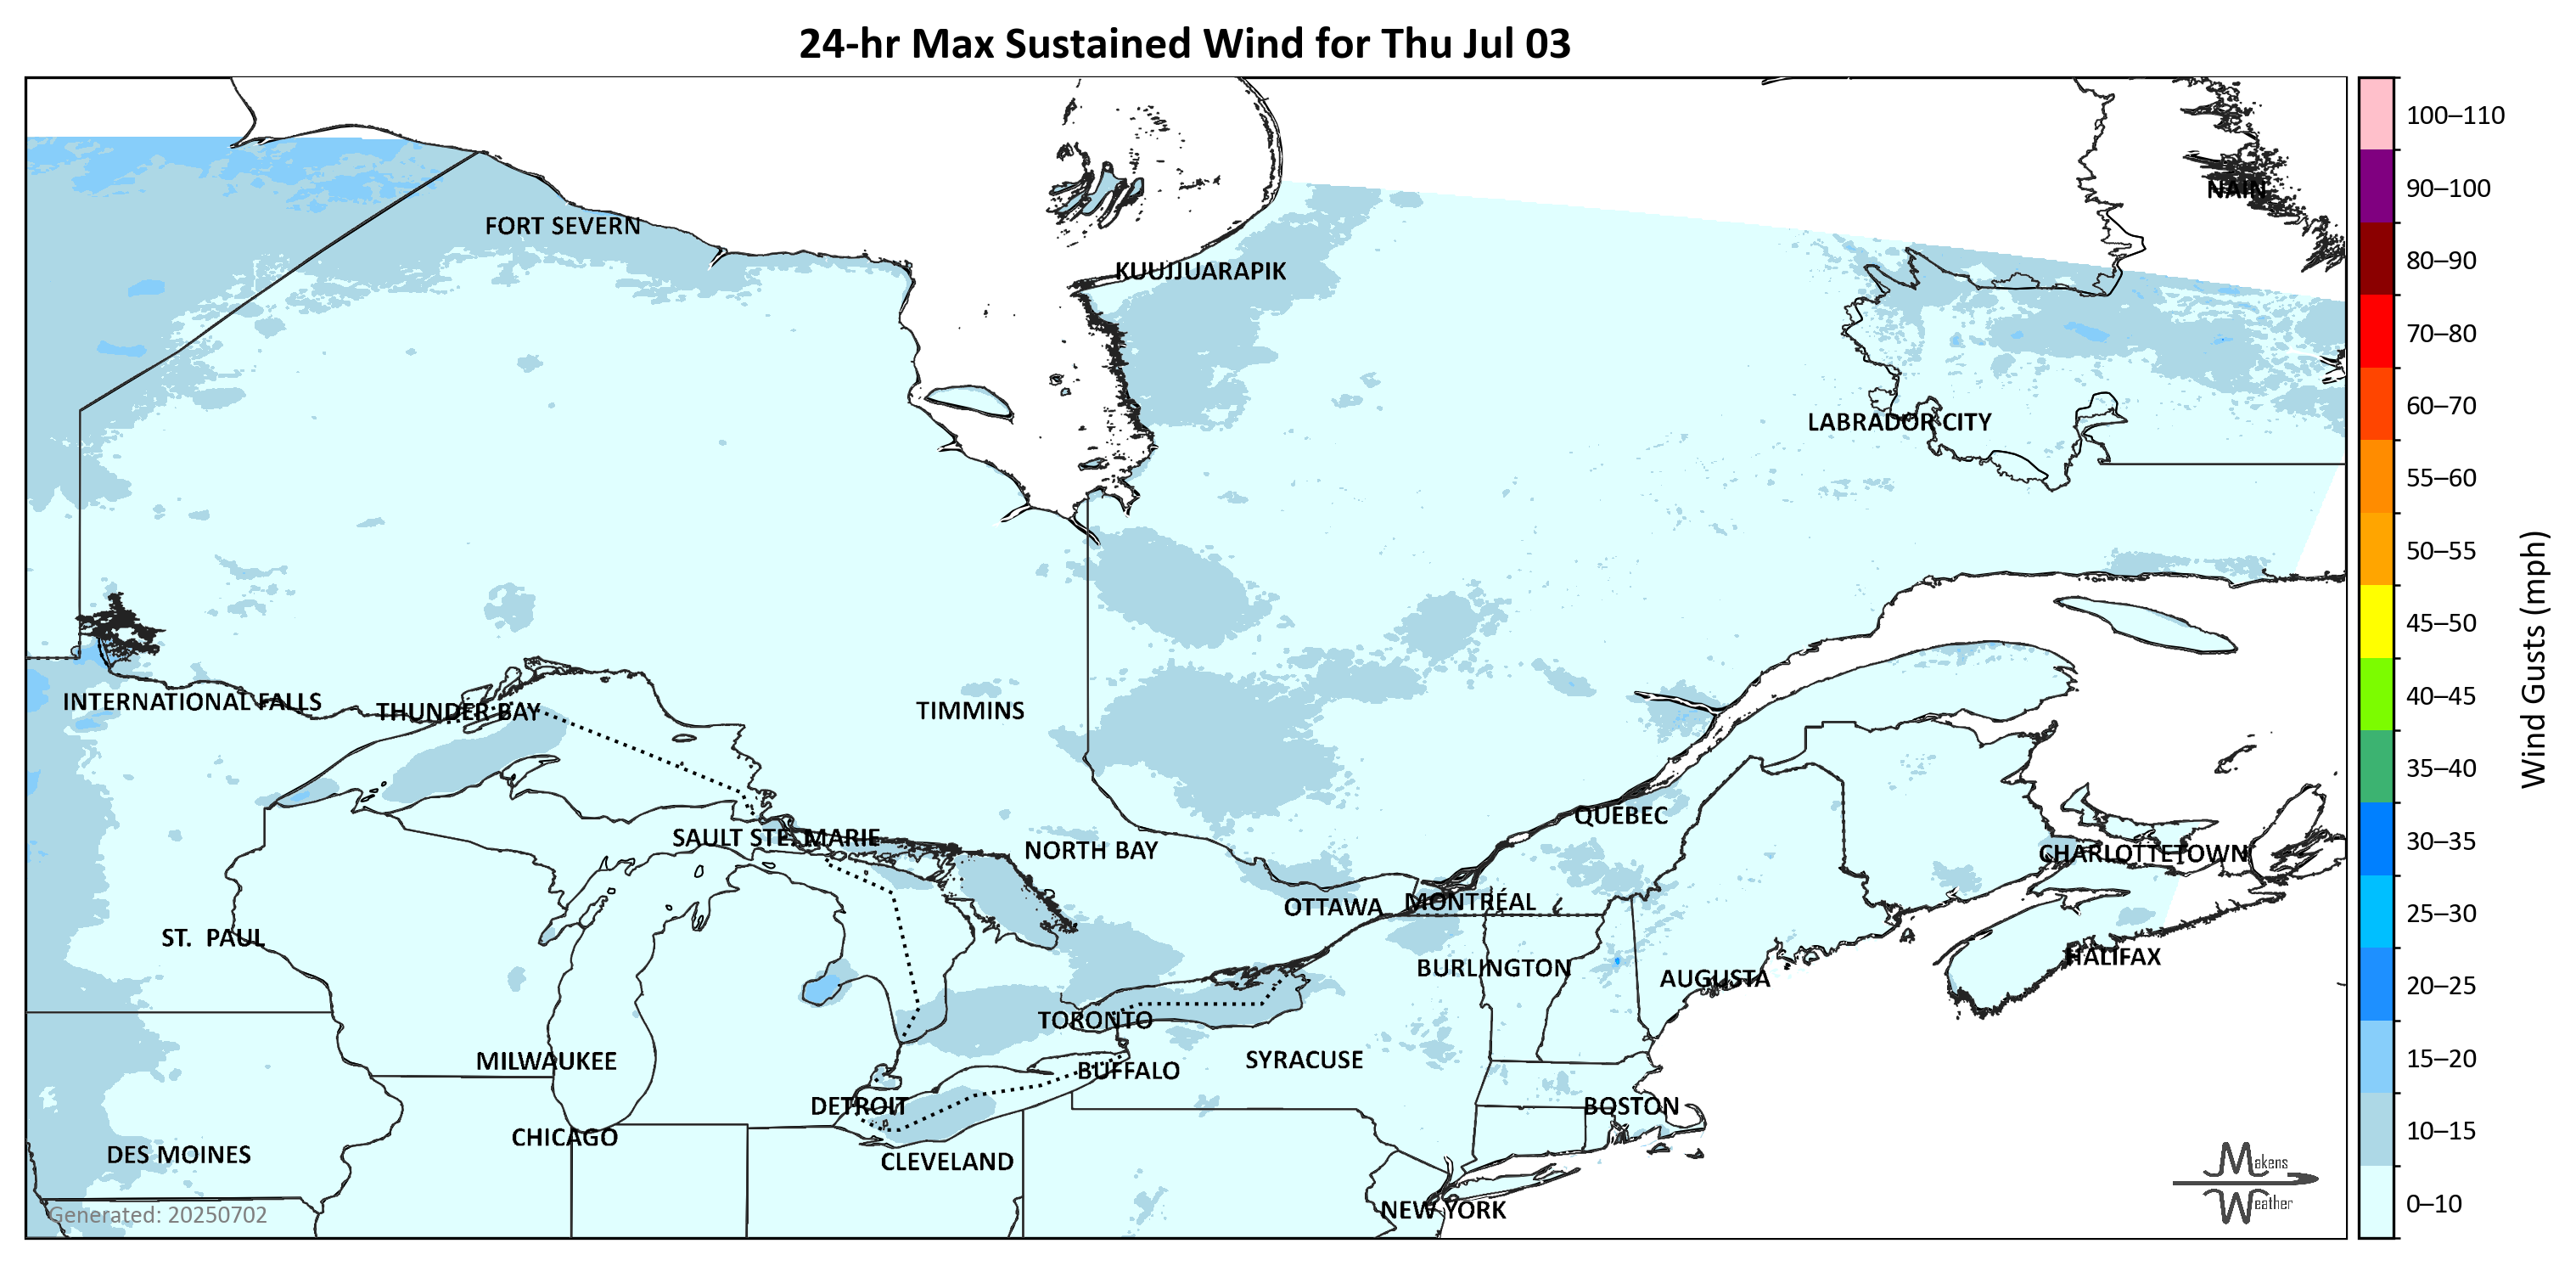 24-hr Max Sustained Wind for Thu Jul 03
100–110
90–100
80–90
70–80
60–70
55–60
50–55
45–50
40–45
35–40
30–35
25–30
20–25
15–20
10–15
0–10
Wind Gusts (mph)
NAIN
FORT SEVERN
KUUJJUARAPIK
LABRADOR CITY
INTERNATIONAL FALLS
THUNDER BAY
TIMMINS
QUÉBEC
SAULT STE. MARIE
NORTH BAY
CHARLOTTETOWN
OTTAWA
MONTRÉAL
ST. PAUL
HALIFAX
BURLINGTON
AUGUSTA
TORONTO
MILWAUKEE
SYRACUSE
BUFFALO
DETROIT
BOSTON
CHICAGO
DES MOINES
CLEVELAND
NEW YORK
Generated: 20250702
Makens
Weather